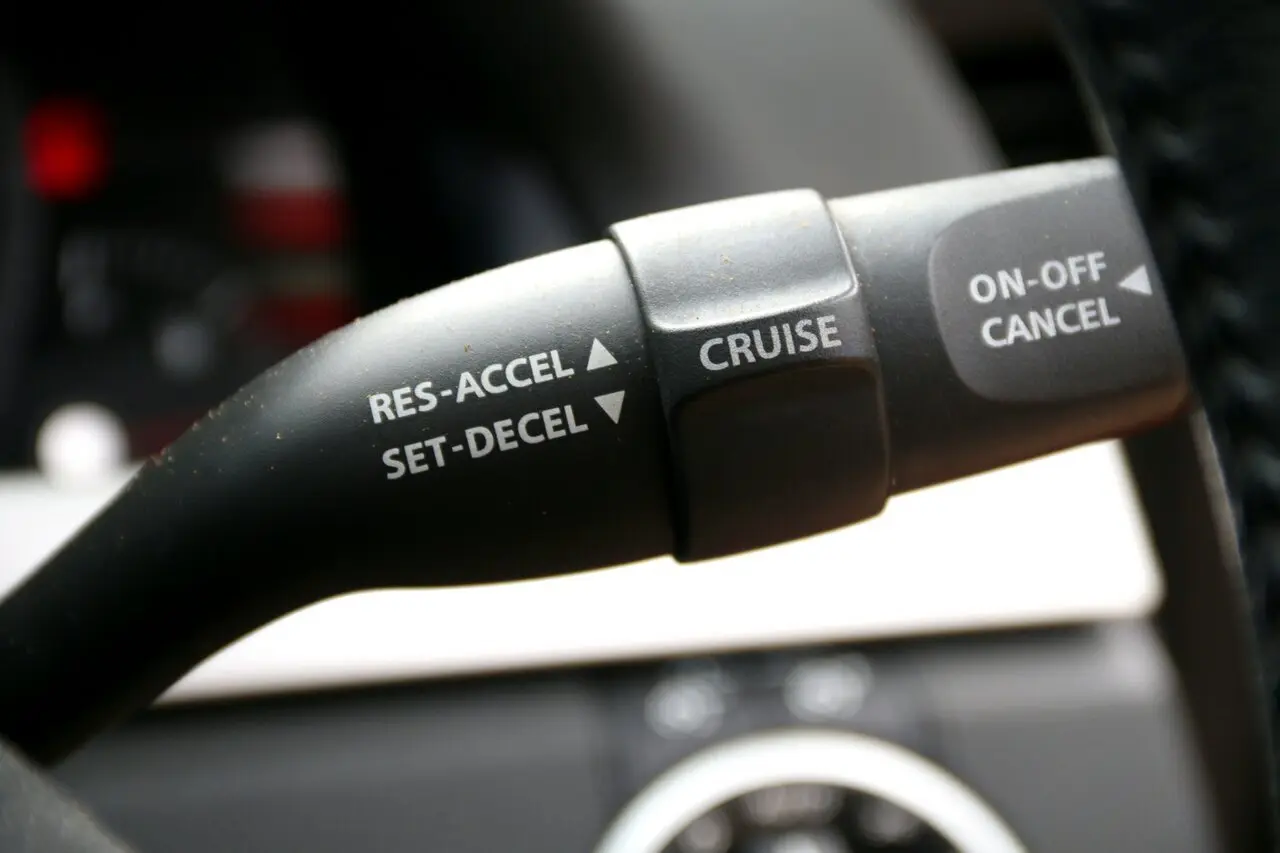 RES-ACCEL ▲
SET-DECEL ▼
CRUISE
ON-OFF
CANCEL ◀